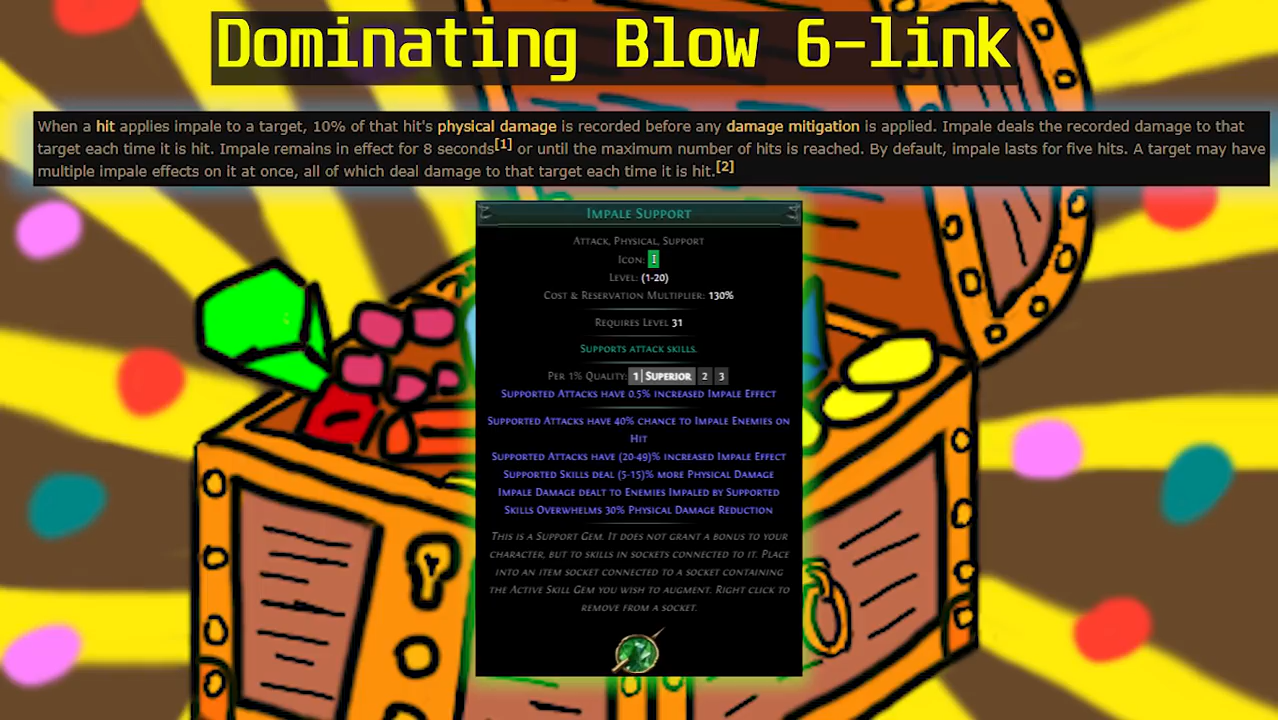 Dominating Blow 6-link
When a hit applies impale to a target, 10% of that hit's physical damage is recorded before any damage mitigation is applied. Impale deals the recorded damage to that
target each time it is hit. Impale remains in effect for 8 seconds[1] or until the maximum number of hits is reached. By default, impale lasts for five hits. A target may have
multiple impale effects on it at once, all of which deal damage to that target each time it is hit.[2]
Impale Support
Attack, Physical, Support
Icon: I
Level: (1-20)
Cost & Reservation Multiplier: 130%
Requires Level 31
Supports attack skills.
Per 1% Quality: 1 Superior 2 3
Supported Attacks have 0.5% increased Impale Effect
Supported Attacks have 40% chance to Impale Enemies on
Hit
Supported Attacks have (20-49)% increased Impale Effect
Supported Skills deal (5-15)% more Physical Damage
Impale Damage dealt to Enemies Impaled by Supported
Skills Overwhelms 30% Physical Damage Reduction
This is a Support Gem. It does not grant a bonus to your
character, but to skills in sockets connected to it. Place
into an item socket connected to a socket containing
the Active Skill Gem you wish to augment. Right click to
remove from a socket.